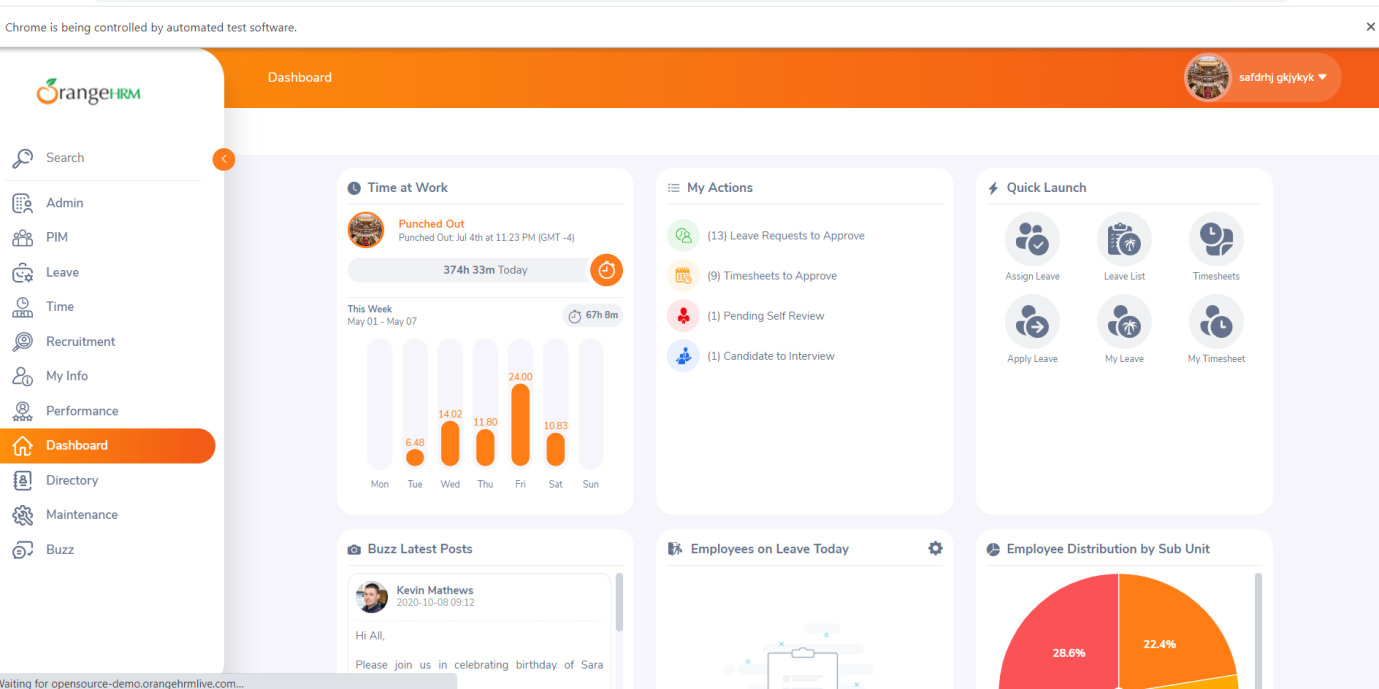 Chrome is being controlled by automated test software.
OrangeHRM
Dashboard
safdrhj gkjykyk
Search
Admin
PIM
Leave
Time
Recruitment
My Info
Performance
Dashboard
Directory
Maintenance
Buzz
Time at Work
Punched Out
Punched Out: Jul 4th at 11:23 PM (GMT -4)
374h 33m Today
This Week
May 01 - May 07
67h 8m
24.00
14.02
11.80
10.83
6.48
Mon Tue Wed Thu Fri Sat Sun
My Actions
(13) Leave Requests to Approve
(9) Timesheets to Approve
(1) Pending Self Review
(1) Candidate to Interview
Quick Launch
Assign Leave Leave List Timesheets
Apply Leave My Leave My Timesheet
Buzz Latest Posts
Kevin Mathews
2020-10-08 09:12
Hi All,
Please join us in celebrating birthday of Sara
Employees on Leave Today
Employee Distribution by Sub Unit
28.6%
22.4%
Waiting for opensource-demo.orangehrmlive.com...